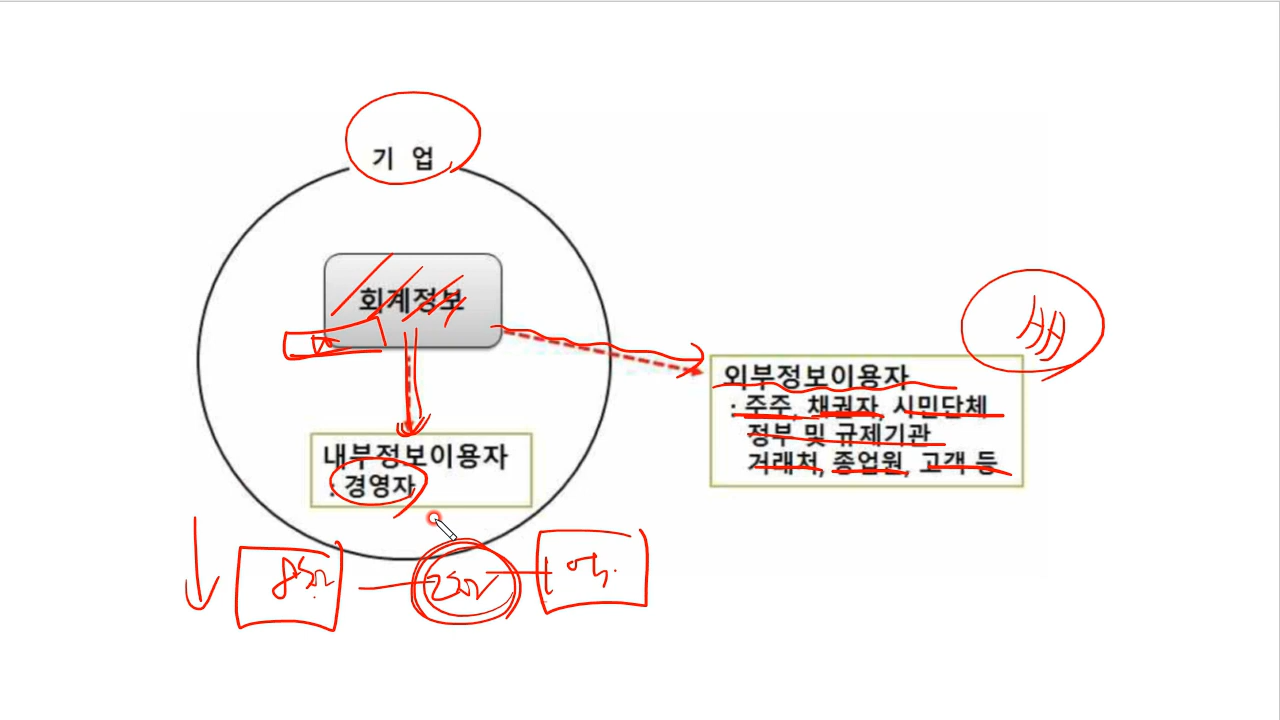 기 업
회계정보
내부정보이용자
: 경영자
외부정보이용자
: 주주, 채권자, 시민단체
정부 및 규제기관
거래처, 종업원, 고객 등